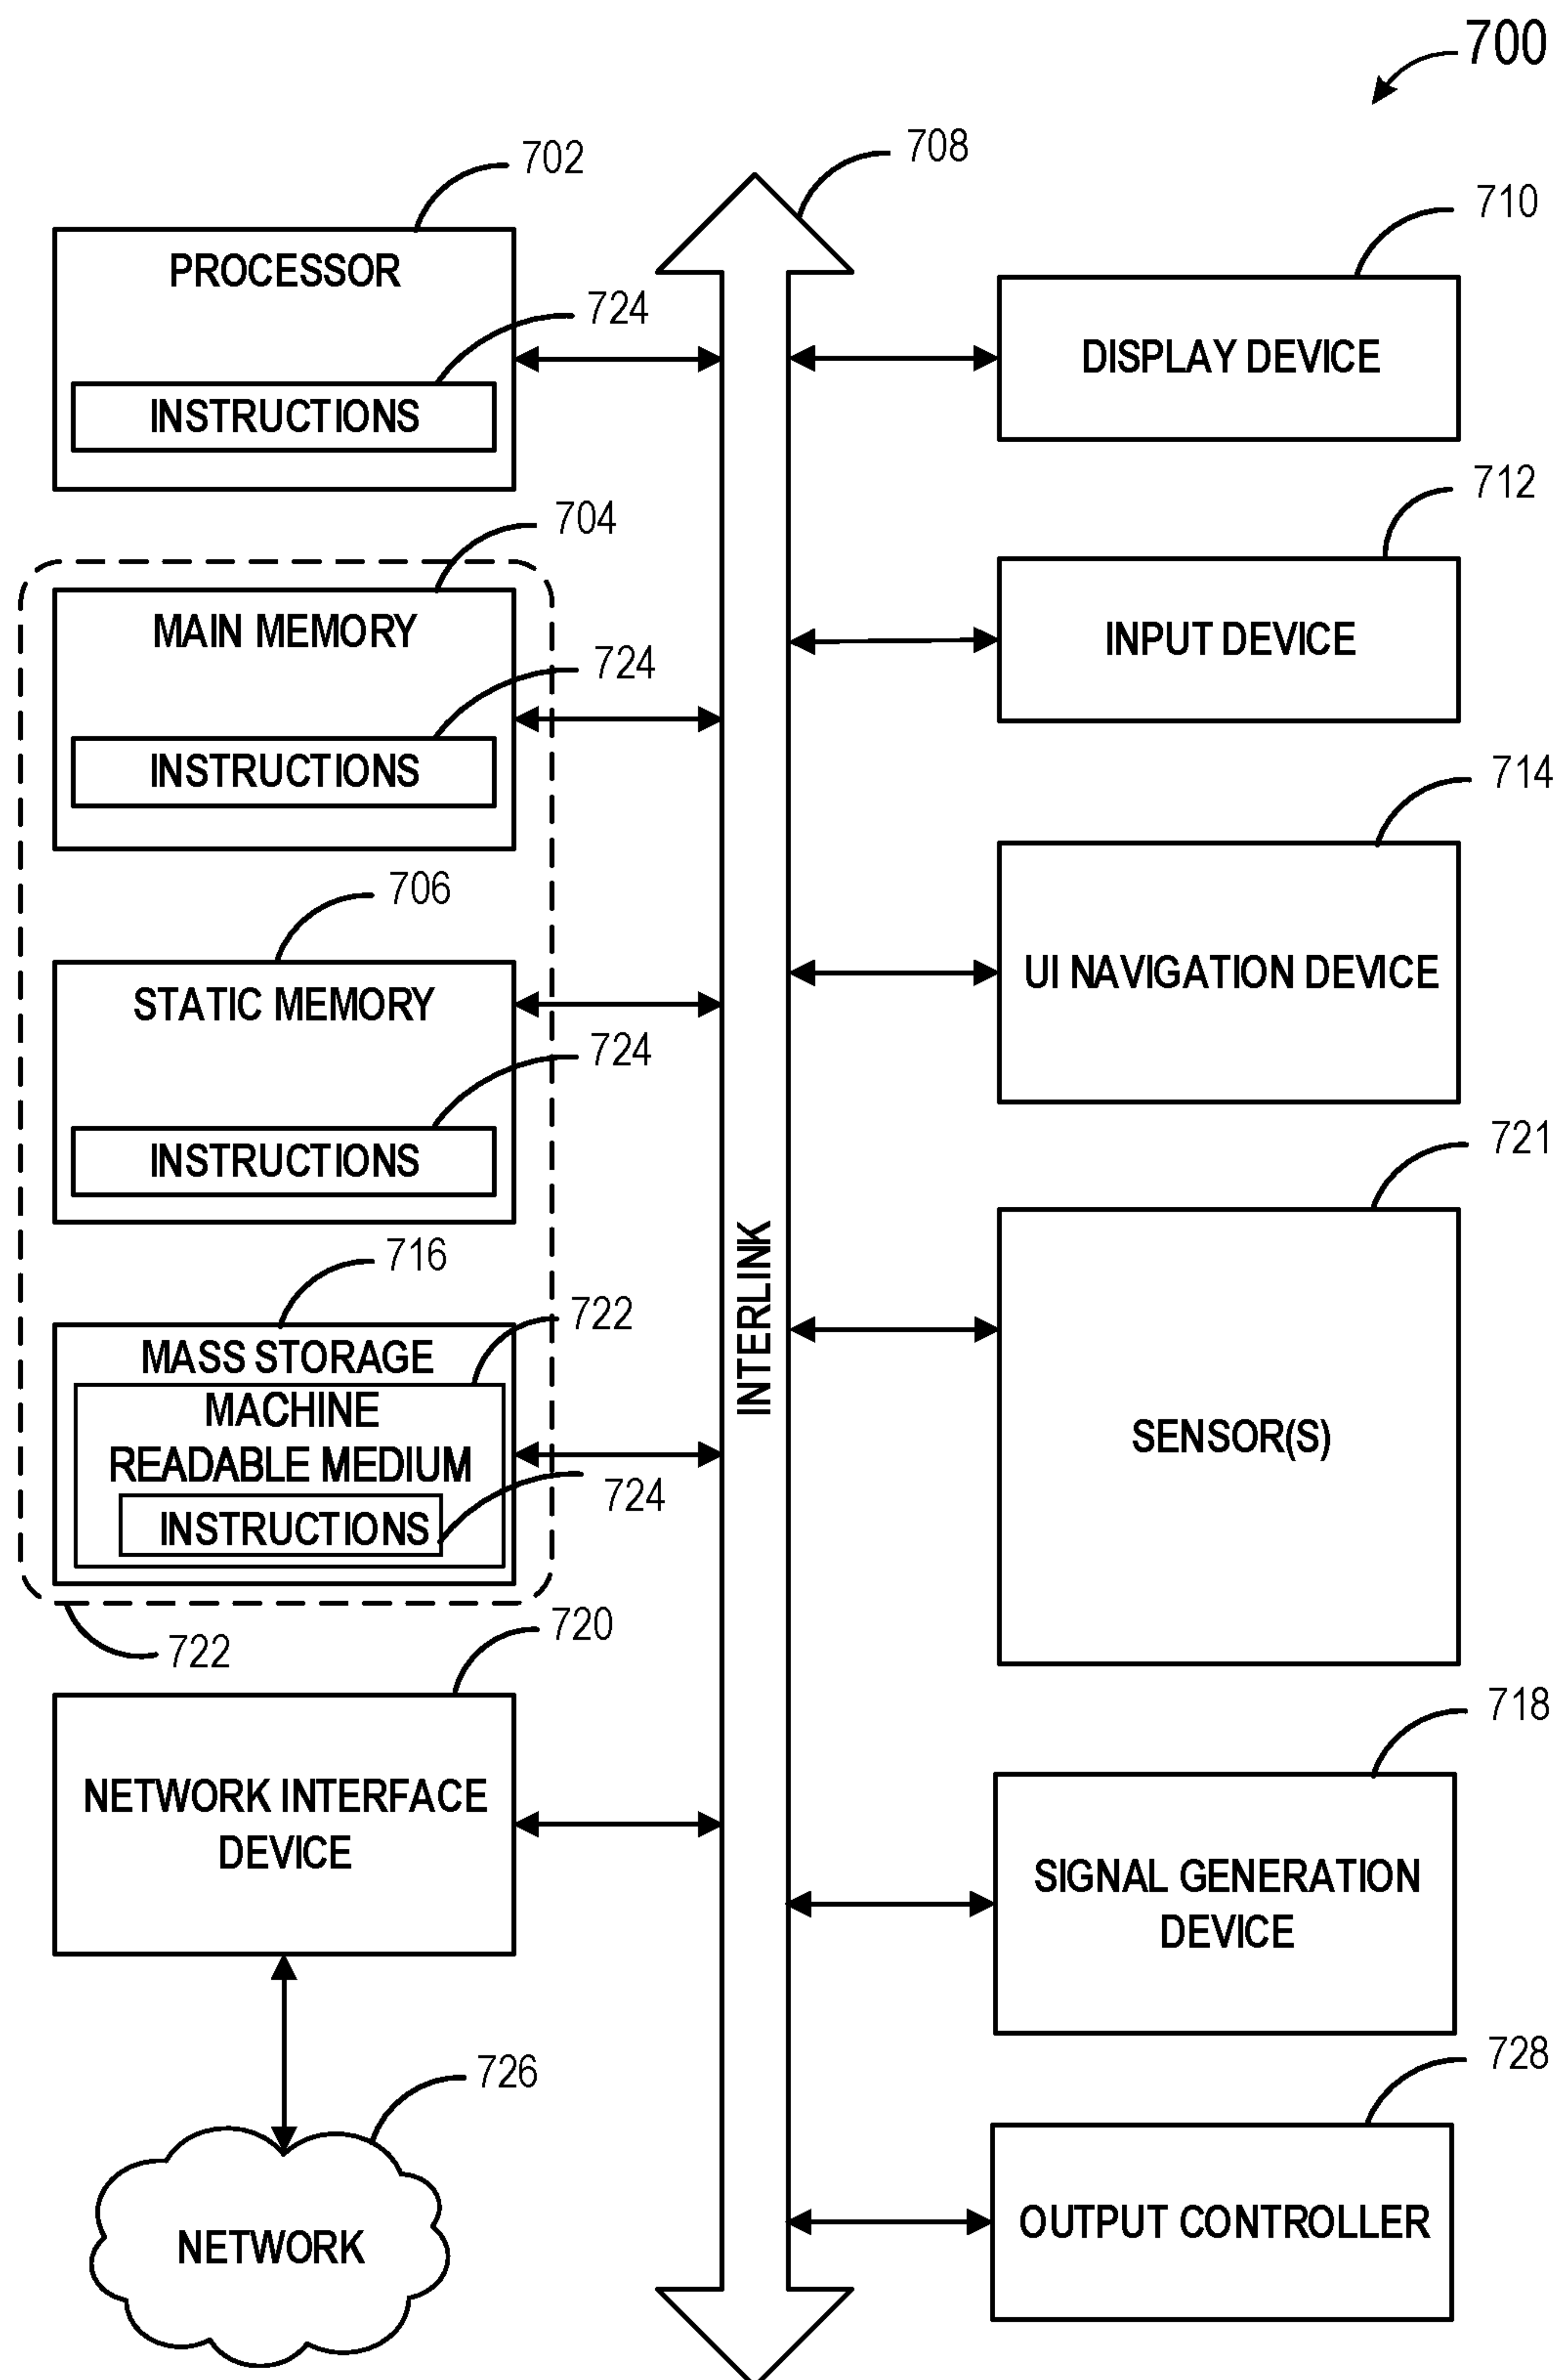 700
702
PROCESSOR
724
INSTRUCTIONS
704
MAIN MEMORY
724
INSTRUCTIONS
706
STATIC MEMORY
724
INSTRUCTIONS
716
722
MASS STORAGE
MACHINE
READABLE MEDIUM
724
INSTRUCTIONS
722
720
NETWORK INTERFACE
DEVICE
726
NETWORK
708
INTERLINK
710
DISPLAY DEVICE
712
INPUT DEVICE
714
UI NAVIGATION DEVICE
721
SENSOR(S)
718
SIGNAL GENERATION
DEVICE
728
OUTPUT CONTROLLER